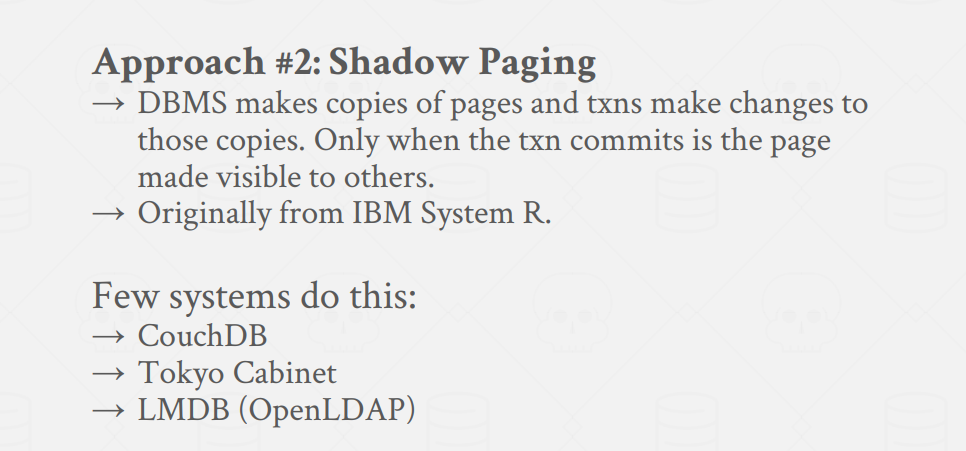 Approach #2: Shadow Paging
→ DBMS makes copies of pages and txns make changes to
those copies. Only when the txn commits is the page
made visible to others.
→ Originally from IBM System R.
Few systems do this:
→ CouchDB
→ Tokyo Cabinet
→ LMDB (OpenLDAP)